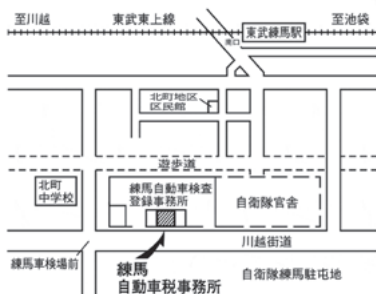 至川越
東武東上線
至池袋
東武練馬駅
南口
北町地区
区民館
遊歩道
北町
中学校
練馬自動車検査
登録事務所
自衛隊官舎
川越街道
練馬車検場前
練馬
自動車税事務所
自衛隊練馬駐屯地